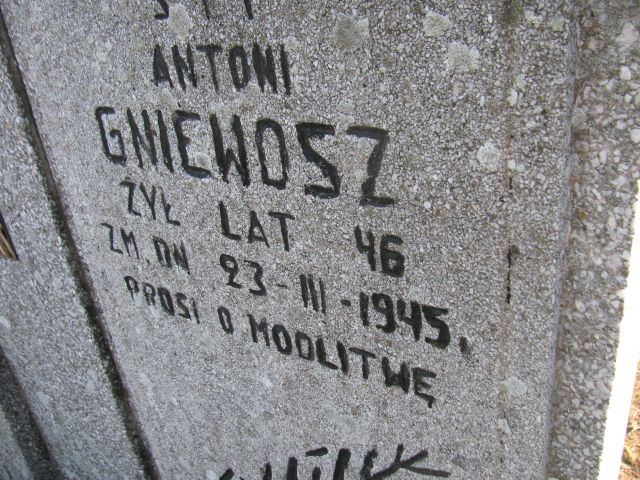 Ś † P
ANTONI
GNIEWOSZ
ŻYŁ LAT 46
ZM. DN 23-III-1945.
PROSI O MODLITWĘ